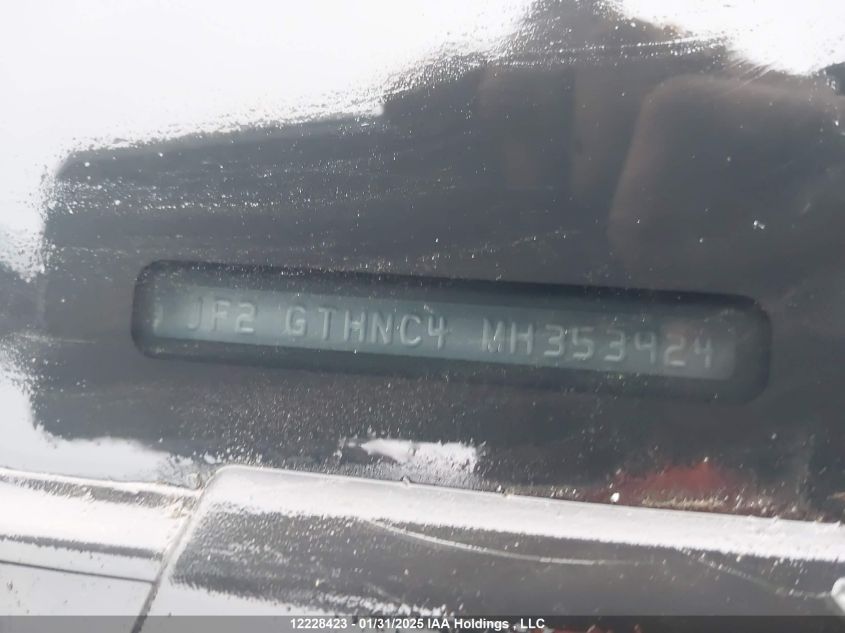 JF2 GTHNC4 MH353424
12228423 - 01/31/2025 IAA Holdings , LLC